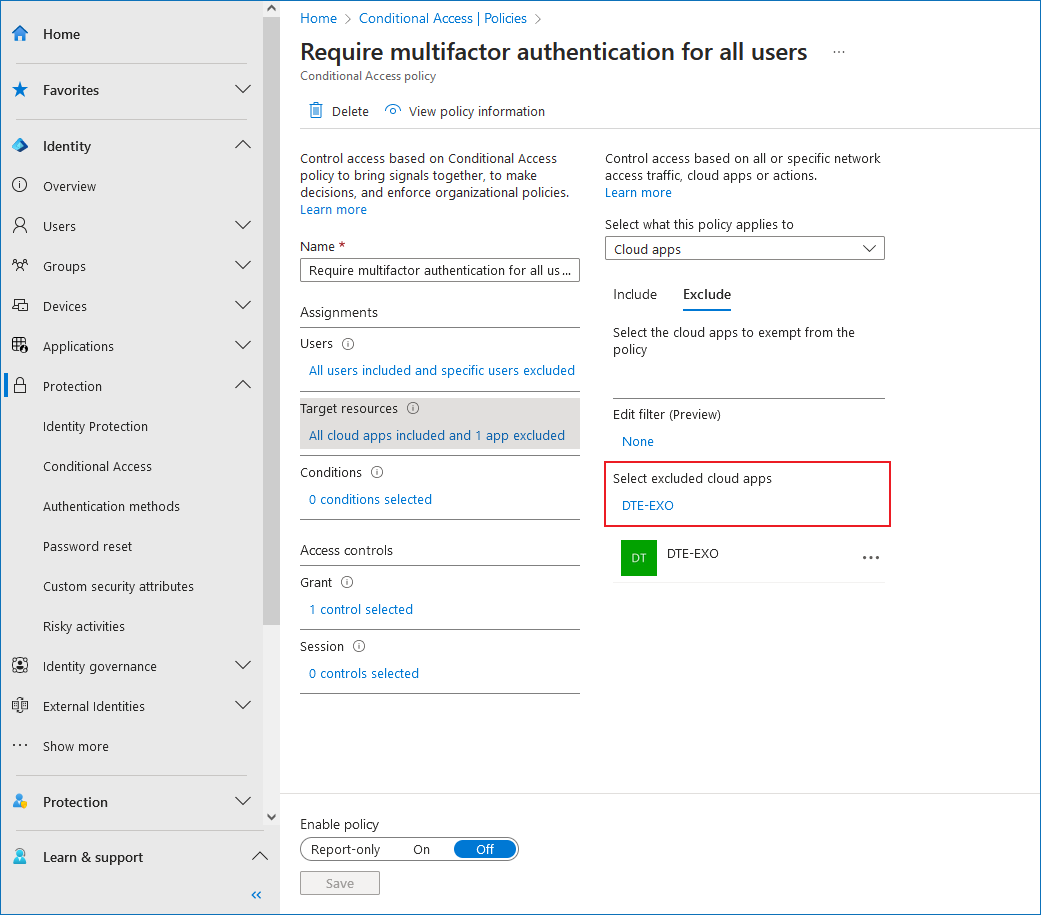 Home
Favorites
Identity
Overview
Users
Groups
Devices
Applications
Protection
Identity Protection
Conditional Access
Authentication methods
Password reset
Custom security attributes
Risky activities
Identity governance
External Identities
Show more
Protection
Learn & support
Home > Conditional Access | Policies >
Require multifactor authentication for all users ...
Conditional Access policy
Delete View policy information
Control access based on Conditional Access
policy to bring signals together, to make
decisions, and enforce organizational policies.
Learn more
Name *
Require multifactor authentication for all us ...
Assignments
Users
All users included and specific users excluded
Target resources
All cloud apps included and 1 app excluded
Conditions
0 conditions selected
Access controls
Grant
1 control selected
Session
0 controls selected
Control access based on all or specific network
access traffic, cloud apps or actions.
Learn more
Select what this policy applies to
Cloud apps
Include Exclude
Select the cloud apps to exempt from the
policy
Edit filter (Preview)
None
Select excluded cloud apps
DTE-EXO
DT DTE-EXO ...
Enable policy
Report-only On Off
Save